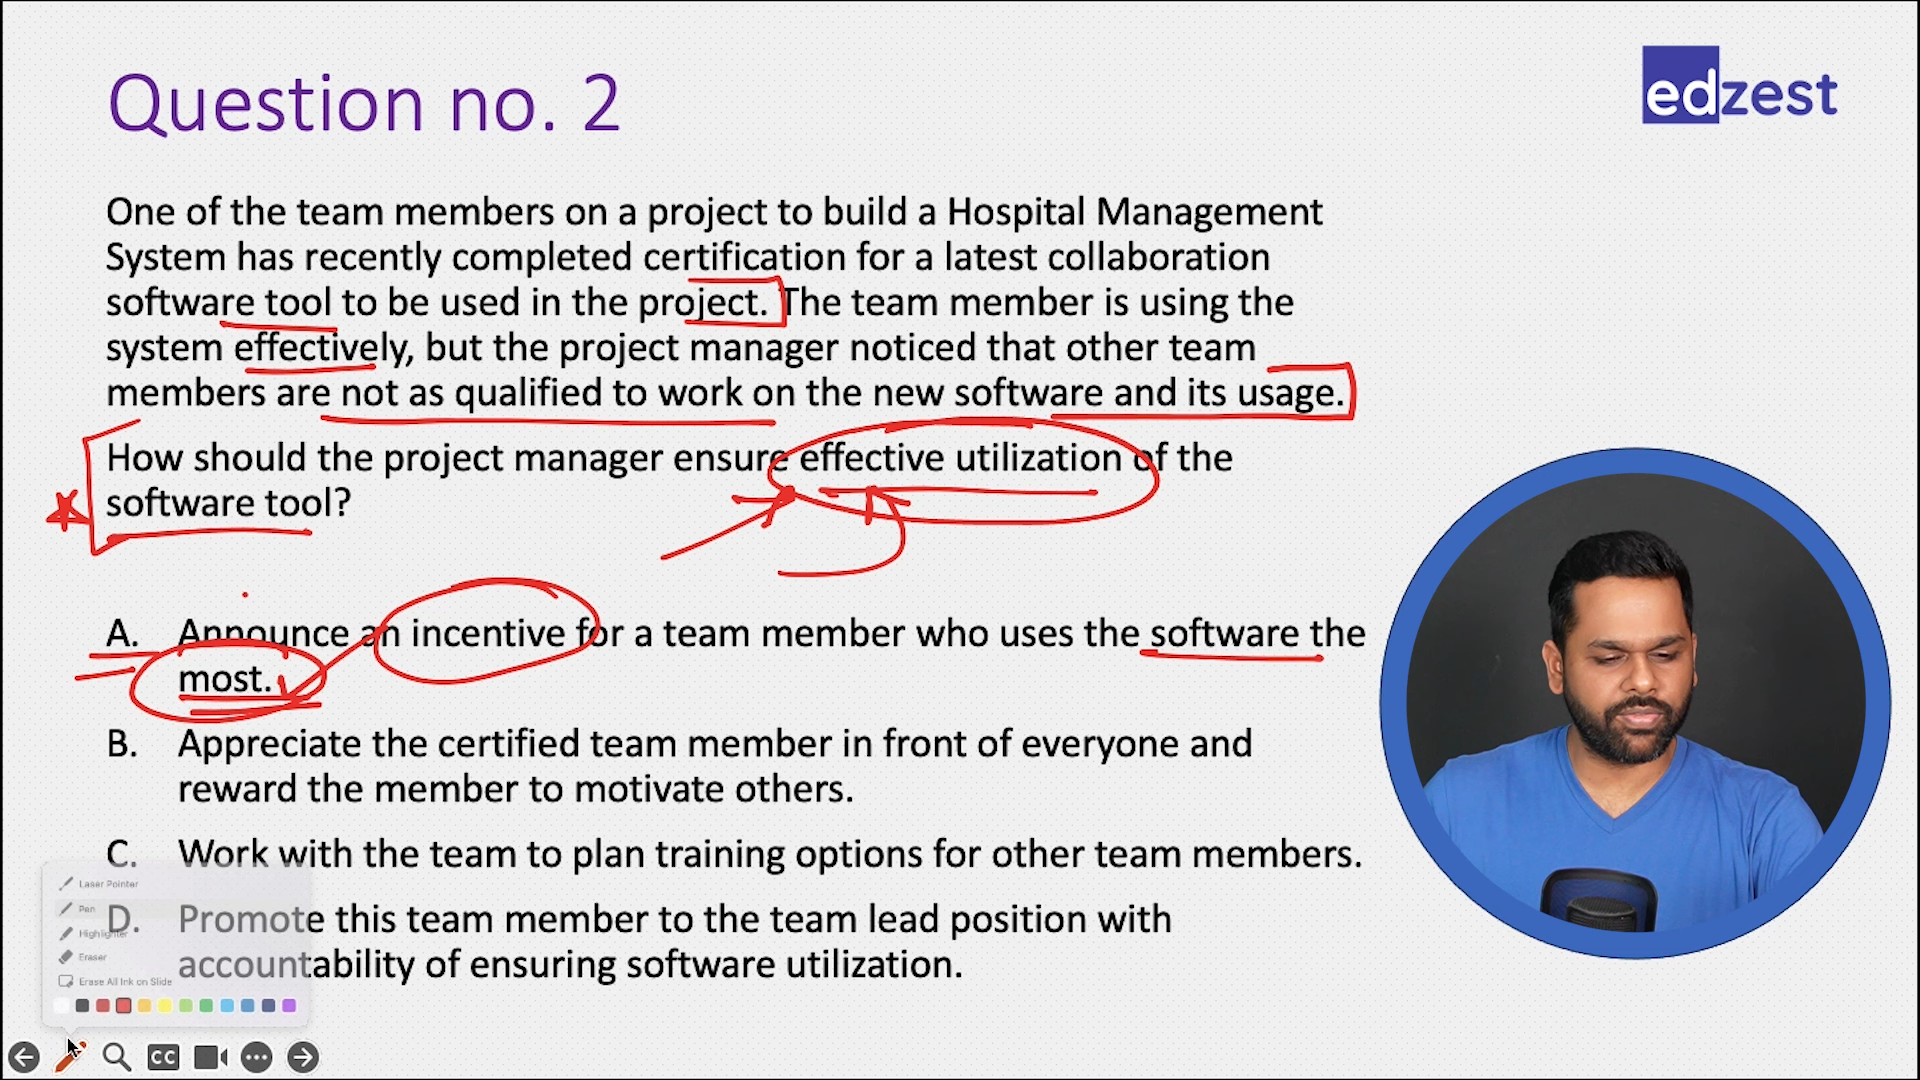 Question no. 2
edzest
One of the team members on a project to build a Hospital Management
System has recently completed certification for a latest collaboration
software tool to be used in the project. The team member is using the
system effectively, but the project manager noticed that other team
members are not as qualified to work on the new software and its usage.
How should the project manager ensure effective utilization of the
software tool?
A. Announce an incentive for a team member who uses the software the
most.
B. Appreciate the certified team member in front of everyone and
reward the member to motivate others.
C. Work with the team to plan training options for other team members.
D. Promote this team member to the team lead position with
accountability of ensuring software utilization.
Laser Pointer
Pen
Highlighter
Eraser
Erase All Ink on Slide
CC